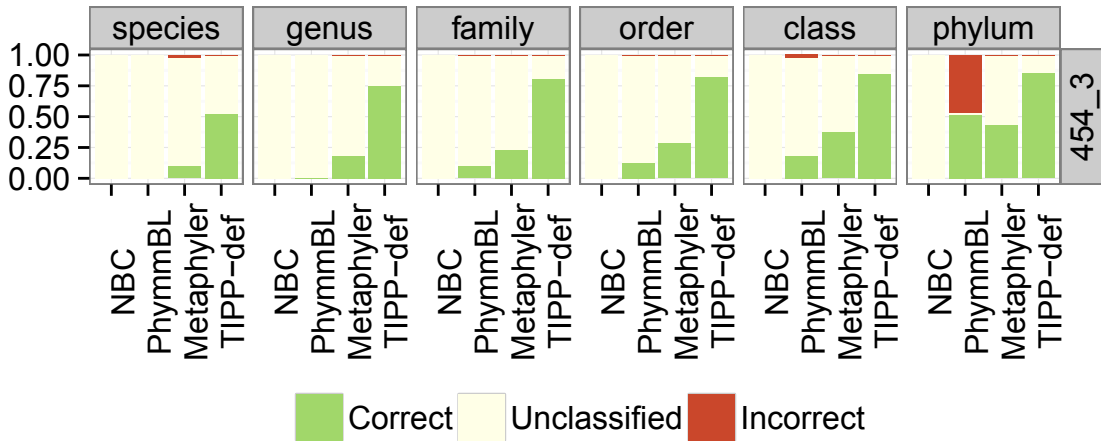 species genus family order class phylum
1.00
0.75
0.50
0.25
0.00
454_3
NBC PhymmBL Metaphyler TIPP−def NBC PhymmBL Metaphyler TIPP−def NBC PhymmBL Metaphyler TIPP−def NBC PhymmBL Metaphyler TIPP−def NBC PhymmBL Metaphyler TIPP−def NBC PhymmBL Metaphyler TIPP−def
Correct Unclassified Incorrect